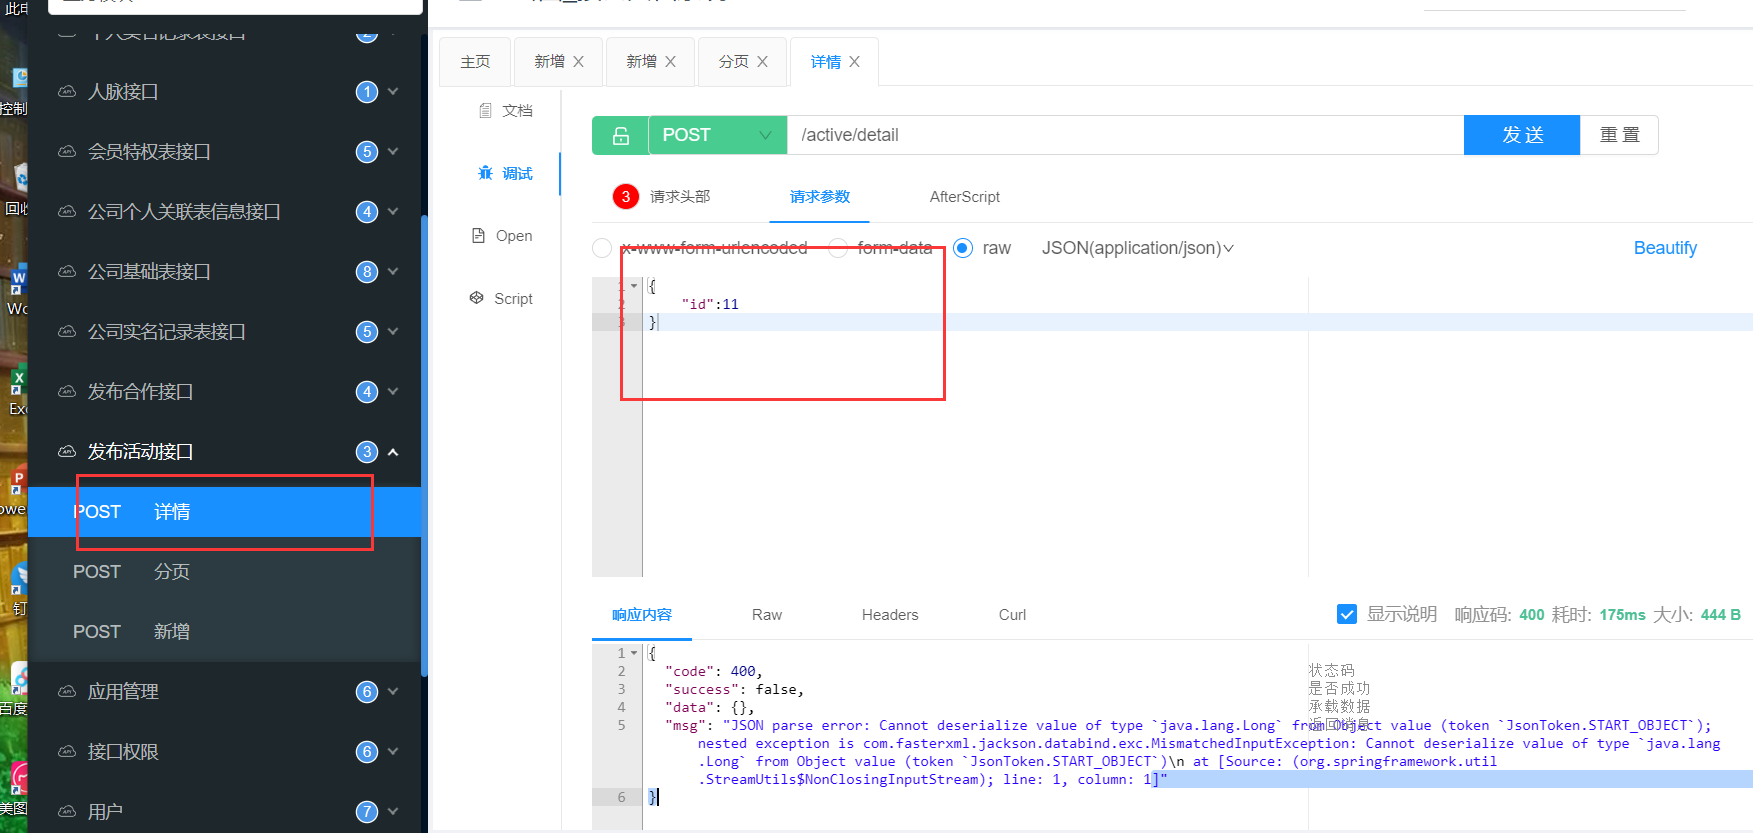 此电
控制
回收
Wo
Exc
owe
钉
百度
美图
个人实名记录表接口 2
人脉接口 1
会员特权表接口 5
公司个人关联表信息接口 4
公司基础表接口 8
公司实名记录表接口 5
发布合作接口 4
发布活动接口 3
POST 详情
POST 分页
POST 新增
应用管理 6
接口权限 6
用户 7
主页 新增 新增 分页 详情
文档
调试
Open
Script
POST /active/detail 发 送 重 置
3 请求头部 请求参数 AfterScript
x-www-form-urlencoded form-data raw JSON(application/json) Beautify
1 {
2 "id":11
3 }
响应内容 Raw Headers Curl 显示说明 响应码: 400 耗时: 175ms 大小: 444 B
1 {
2 "code": 400, 状态码
3 "success": false, 是否成功
4 "data": {}, 承载数据
5 "msg": "JSON parse error: Cannot deserialize value of type `java.lang.Long` from Object value (token `JsonToken.START_OBJECT`); 返回消息
nested exception is com.fasterxml.jackson.databind.exc.MismatchedInputException: Cannot deserialize value of type `java.lang
.Long` from Object value (token `JsonToken.START_OBJECT`)\n at [Source: (org.springframework.util
.StreamUtils$NonClosingInputStream); line: 1, column: 1]"
6 }